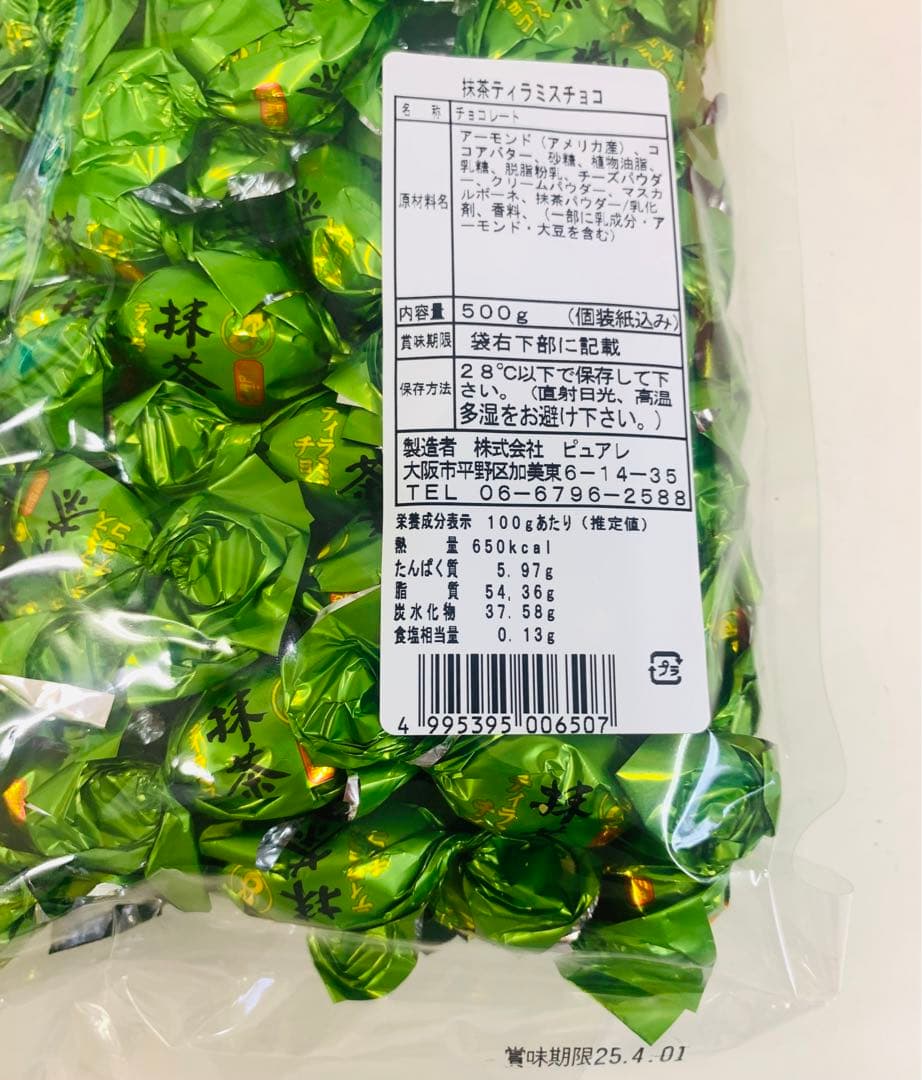 抹茶ティラミスチョコ
名 称 チョコレート
原材料名
アーモンド（アメリカ産）、コ
コアバター、砂糖、植物油脂、
乳糖、脱脂粉乳、チーズパウダ
ー、クリームパウダー、マスカ
ルポーネ、抹茶パウダー/乳化
剤、香料、（一部に乳成分・ア
ーモンド・大豆を含む）
内容量 500g （個装紙込み）
賞味期限 袋右下部に記載
保存方法
28℃以下で保存して下
さい。（直射日光、高温
多湿をお避け下さい。）
製造者 株式会社 ピュアレ
大阪市平野区加美東6-14-35
TEL 06-6796-2588
栄養成分表示 100gあたり（推定値）
熱 量 650kcal
たんぱく質 5.97g
脂 質 54.36g
炭水化物 37.58g
食塩相当量 0.13g
プラ
4 995395 006507
抹茶
ティラミ
チョ
茶
抹茶
抹
抹茶
賞味期限25.4.01